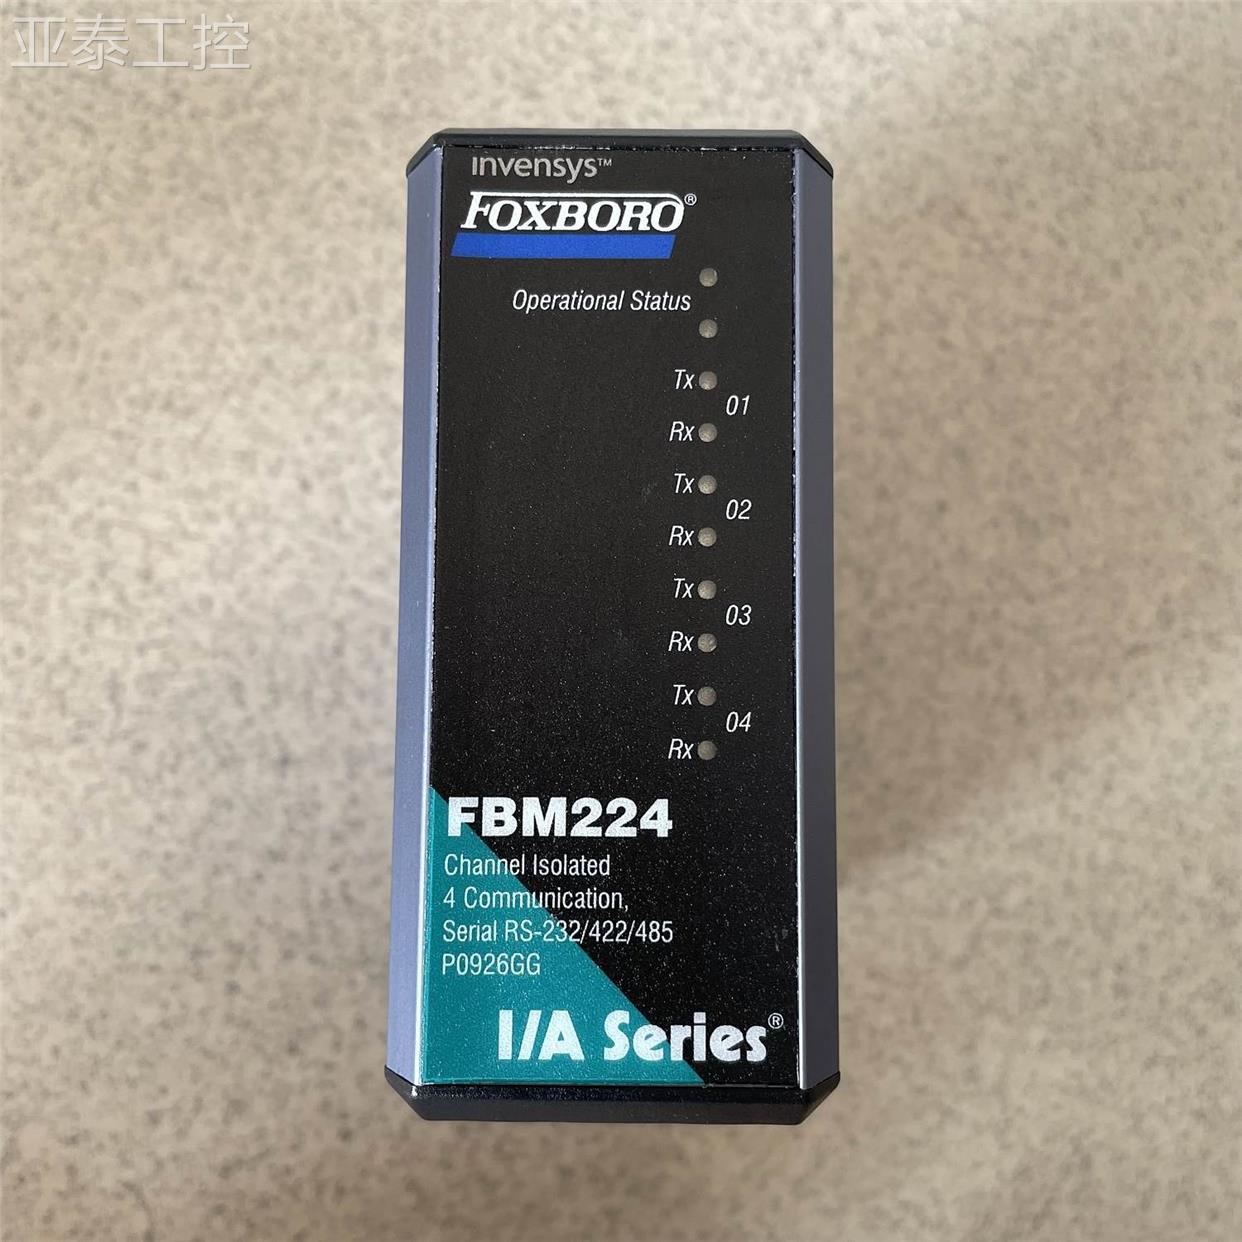 亚泰工控
invensys™
FOXBORO®
Operational Status
Tx
01
Rx
Tx
02
Rx
Tx
03
Rx
Tx
04
Rx
FBM224
Channel Isolated
4 Communication,
Serial RS-232/422/485
P0926GG
I/A Series®